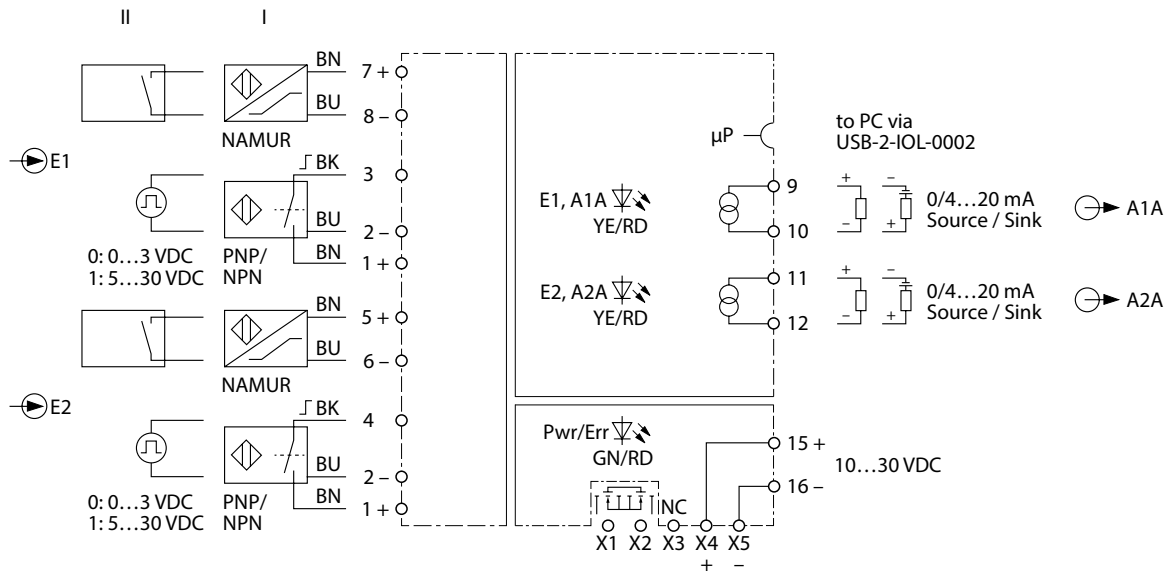 II I
BN 7 +
BU 8 –
NAMUR
E1
BK 3
BU 2 –
BN 1 +
0: 0…3 VDC
1: 5…30 VDC
PNP/
NPN
BN 5 +
BU 6 –
NAMUR
E2
BK 4
BU 2 –
BN 1 +
0: 0…3 VDC
1: 5…30 VDC
PNP/
NPN
µP
to PC via
USB-2-IOL-0002
E1, A1A
YE/RD
9
10
+ –
– +
0/4…20 mA
Source / Sink
A1A
E2, A2A
YE/RD
11
12
+ –
– +
0/4…20 mA
Source / Sink
A2A
Pwr/Err
GN/RD
15 +
16 –
10…30 VDC
NC
X1 X2 X3 X4 X5
+ –